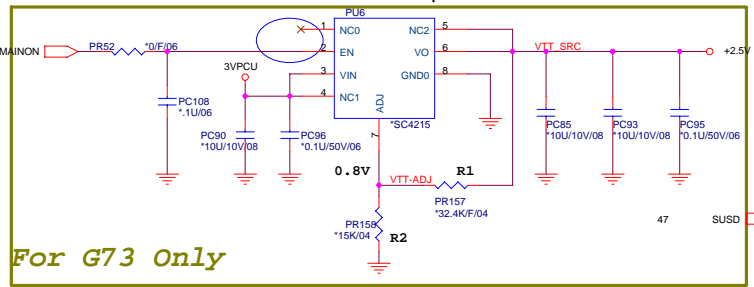 PU6
MAINON
PR52
*0/F/06
1
NC0
NC2
5
2
EN
VO
6
VTT_SRC
+2.5V
3VPCU
3
VIN
GND0
8
4
NC1
ADJ
*SC4215
7
PC108
*.1U/06
PC90
*10U/10V/08
PC96
*0.1U/50V/06
PC85
*10U/10V/08
PC93
*10U/10V/08
PC95
*0.1U/50V/06
0.8V
VTT-ADJ
R1
PR157
*32.4K/F/04
PR158
*15K/04
R2
47
SUSD
For G73 Only